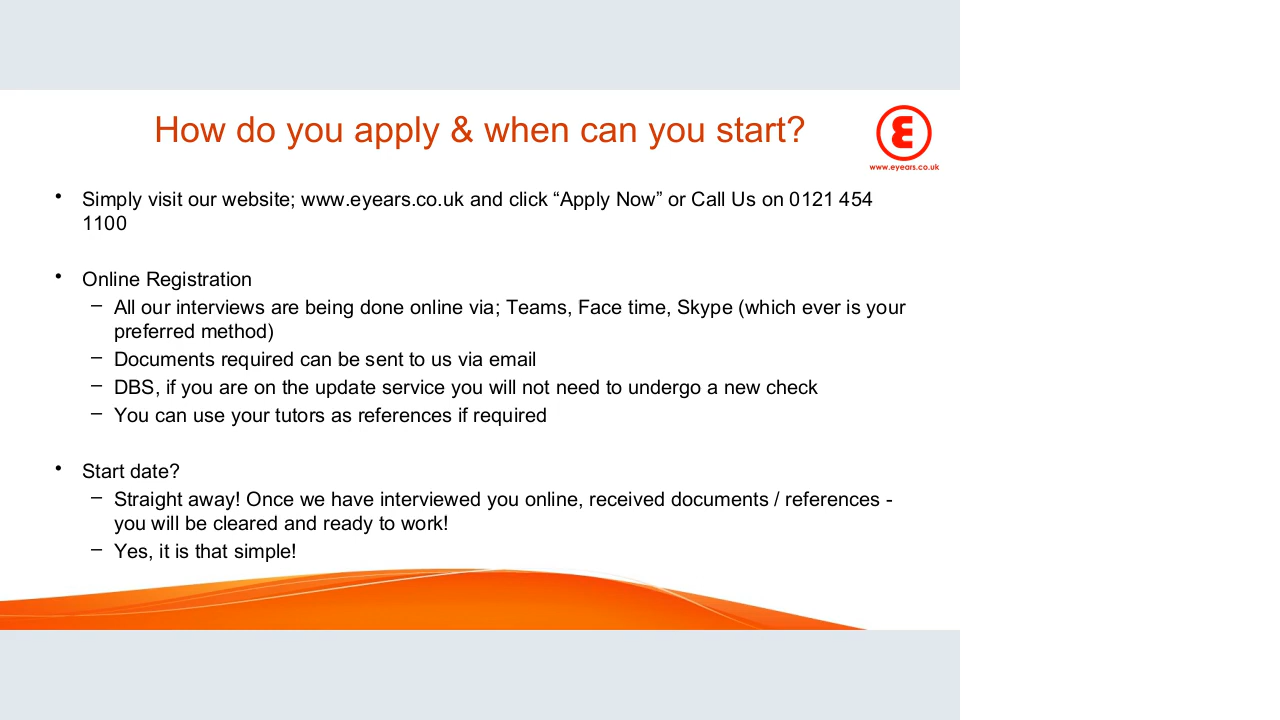 How do you apply & when can you start?
www.eyears.co.uk
• Simply visit our website; www.eyears.co.uk and click “Apply Now” or Call Us on 0121 454
1100
• Online Registration
– All our interviews are being done online via; Teams, Face time, Skype (which ever is your
preferred method)
– Documents required can be sent to us via email
– DBS, if you are on the update service you will not need to undergo a new check
– You can use your tutors as references if required
• Start date?
– Straight away! Once we have interviewed you online, received documents / references -
you will be cleared and ready to work!
– Yes, it is that simple!